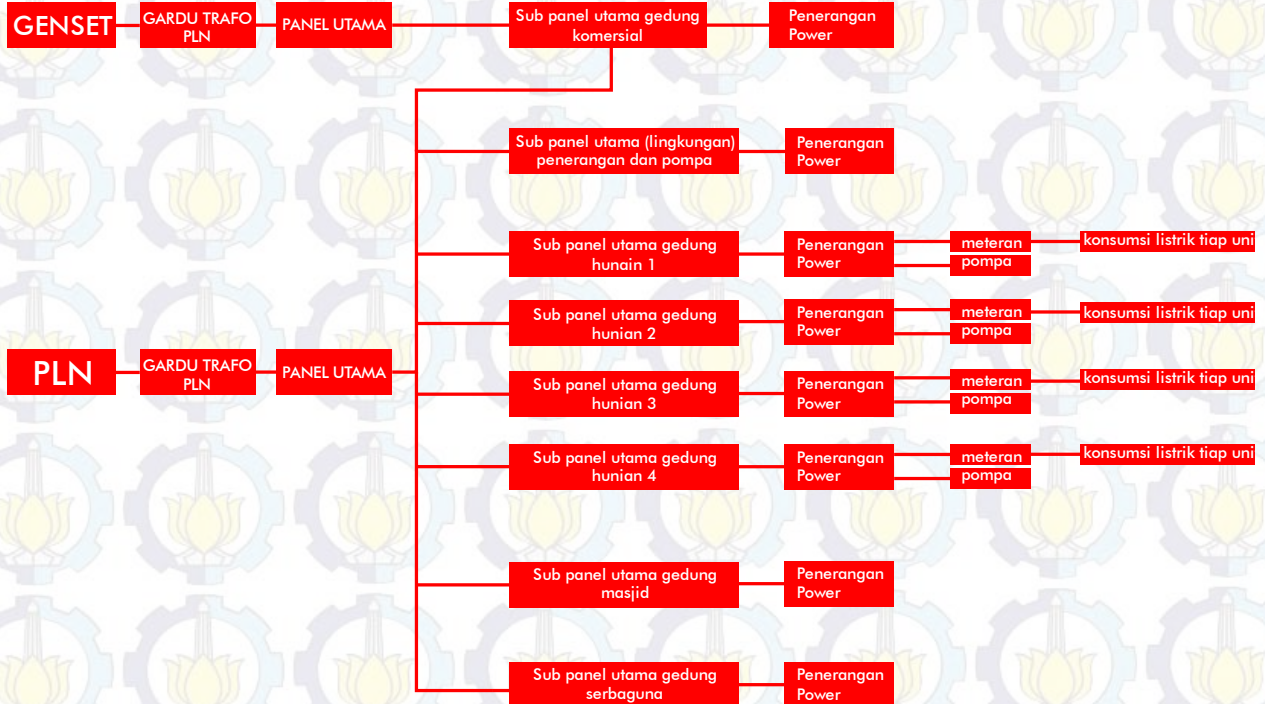 GENSET
GARDU TRAFO
PLN
PANEL UTAMA
Sub panel utama gedung
komersial
Penerangan
Power
Sub panel utama (lingkungan)
penerangan dan pompa
Penerangan
Power
Sub panel utama gedung
hunain 1
Penerangan
Power
meteran
pompa
konsumsi listrik tiap uni
Sub panel utama gedung
hunian 2
Penerangan
Power
meteran
pompa
konsumsi listrik tiap uni
PLN
GARDU TRAFO
PLN
PANEL UTAMA
Sub panel utama gedung
hunian 3
Penerangan
Power
meteran
pompa
konsumsi listrik tiap uni
Sub panel utama gedung
hunian 4
Penerangan
Power
meteran
pompa
konsumsi listrik tiap uni
Sub panel utama gedung
masjid
Penerangan
Power
Sub panel utama gedung
serbaguna
Penerangan
Power